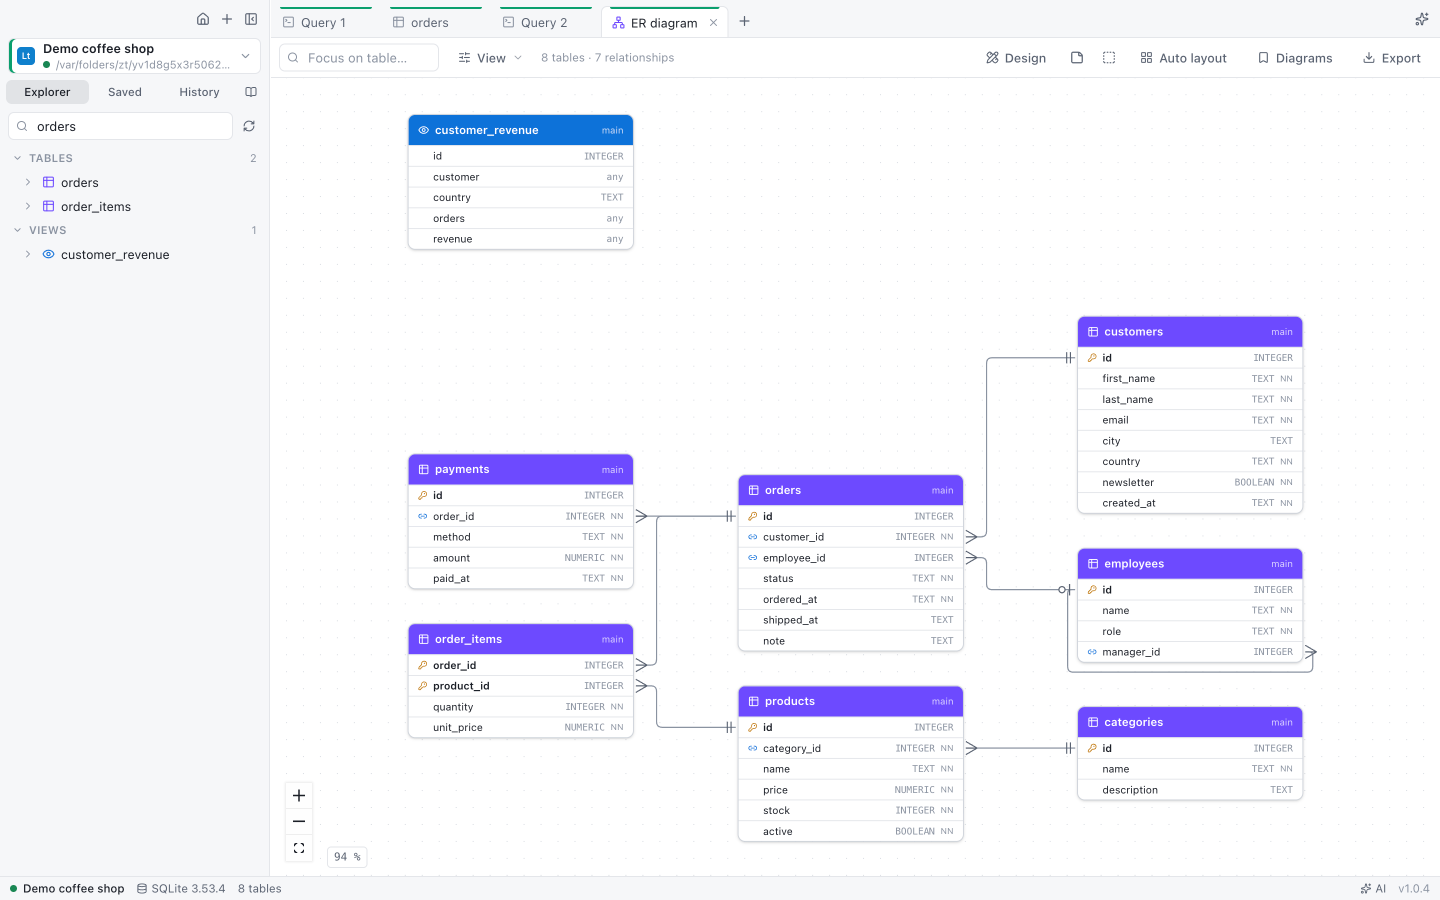 Query 1
orders
Query 2
ER diagram
Lt
Demo coffee shop
/var/folders/zt/yv1d8g5x3r5062...
Focus on table...
View
8 tables · 7 relationships
Design
Auto layout
Diagrams
Export
Explorer
Saved
History
orders
TABLES 2
orders
order_items
VIEWS 1
customer_revenue
customer_revenue main
id INTEGER
customer any
country TEXT
orders any
revenue any
customers main
id INTEGER
first_name TEXT NN
last_name TEXT NN
email TEXT NN
city TEXT
country TEXT NN
newsletter BOOLEAN NN
created_at TEXT NN
payments main
id INTEGER
order_id INTEGER NN
method TEXT NN
amount NUMERIC NN
paid_at TEXT NN
orders main
id INTEGER
customer_id INTEGER NN
employee_id INTEGER
status TEXT NN
ordered_at TEXT NN
shipped_at TEXT
note TEXT
employees main
id INTEGER
name TEXT NN
role TEXT NN
manager_id INTEGER
order_items main
order_id INTEGER
product_id INTEGER
quantity INTEGER NN
unit_price NUMERIC NN
products main
id INTEGER
category_id INTEGER NN
name TEXT NN
price NUMERIC NN
stock INTEGER NN
active BOOLEAN NN
categories main
id INTEGER
name TEXT NN
description TEXT
94 %
Demo coffee shop
SQLite 3.53.4
8 tables
AI
v1.0.4